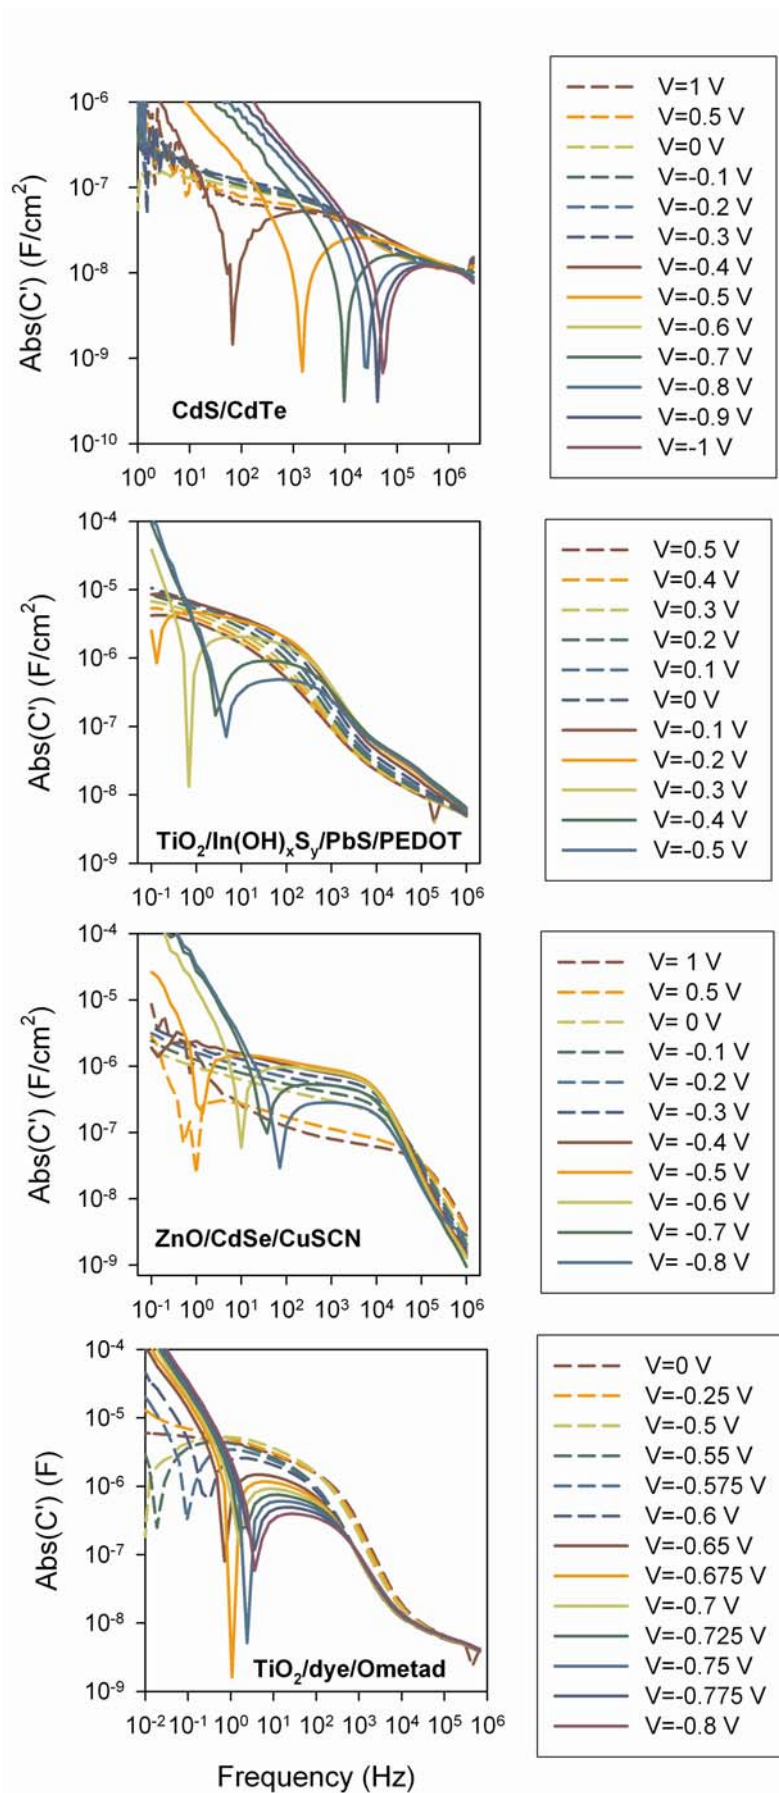 Abs(C') (F/cm²)
10⁻⁶
10⁻⁷
10⁻⁸
10⁻⁹
10⁻¹⁰
CdS/CdTe
10⁰ 10¹ 10² 10³ 10⁴ 10⁵ 10⁶
V=1 V
V=0.5 V
V=0 V
V=-0.1 V
V=-0.2 V
V=-0.3 V
V=-0.4 V
V=-0.5 V
V=-0.6 V
V=-0.7 V
V=-0.8 V
V=-0.9 V
V=-1 V
Abs(C') (F/cm²)
10⁻⁴
10⁻⁵
10⁻⁶
10⁻⁷
10⁻⁸
10⁻⁹
TiO₂/In(OH)ₓSᵧ/PbS/PEDOT
10⁻¹ 10⁰ 10¹ 10² 10³ 10⁴ 10⁵ 10⁶
V=0.5 V
V=0.4 V
V=0.3 V
V=0.2 V
V=0.1 V
V=0 V
V=-0.1 V
V=-0.2 V
V=-0.3 V
V=-0.4 V
V=-0.5 V
Abs(C') (F/cm²)
10⁻⁴
10⁻⁵
10⁻⁶
10⁻⁷
10⁻⁸
10⁻⁹
ZnO/CdSe/CuSCN
10⁻¹ 10⁰ 10¹ 10² 10³ 10⁴ 10⁵ 10⁶
V= 1 V
V= 0.5 V
V= 0 V
V= -0.1 V
V= -0.2 V
V= -0.3 V
V= -0.4 V
V= -0.5 V
V= -0.6 V
V= -0.7 V
V= -0.8 V
Abs(C') (F)
10⁻⁴
10⁻⁵
10⁻⁶
10⁻⁷
10⁻⁸
10⁻⁹
TiO₂/dye/Ometad
10⁻² 10⁻¹ 10⁰ 10¹ 10² 10³ 10⁴ 10⁵ 10⁶
Frequency (Hz)
V=0 V
V=-0.25 V
V=-0.5 V
V=-0.55 V
V=-0.575 V
V=-0.6 V
V=-0.65 V
V=-0.675 V
V=-0.7 V
V=-0.725 V
V=-0.75 V
V=-0.775 V
V=-0.8 V